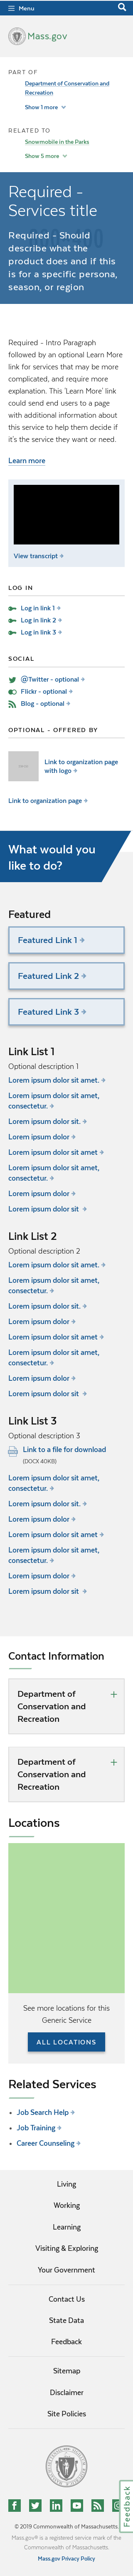 Menu
Mass.gov
PART OF
Department of Conservation and
Recreation
Show 1 more
RELATED TO
Snowmobile in the Parks
Show 5 more
Required -
Services title
Required - Should
describe what the
product does and if this
is for a specific persona,
season, or region
Required - Intro Paragraph
followed by an optional Learn More
link for services that may be more
complicated, and require more
explanation. The 'Learn More' link
should send end users to a page
with additional information about
how to help them decide if
it's the service they want or need.
Learn more
View transcript
LOG IN
Log in link 1
Log in link 2
Log in link 3
SOCIAL
@Twitter - optional
Flickr - optional
Blog - optional
OPTIONAL - OFFERED BY
Link to organization page
with logo
Link to organization page
What would you
like to do?
Featured
Featured Link 1
Featured Link 2
Featured Link 3
Link List 1
Optional description 1
Lorem ipsum dolor sit amet.
Lorem ipsum dolor sit amet,
consectetur.
Lorem ipsum dolor sit.
Lorem ipsum dolor
Lorem ipsum dolor sit amet
Lorem ipsum dolor sit amet,
consectetur.
Lorem ipsum dolor
Lorem ipsum dolor sit
Link List 2
Optional description 2
Lorem ipsum dolor sit amet.
Lorem ipsum dolor sit amet,
consectetur.
Lorem ipsum dolor sit.
Lorem ipsum dolor
Lorem ipsum dolor sit amet
Lorem ipsum dolor sit amet,
consectetur.
Lorem ipsum dolor
Lorem ipsum dolor sit
Link List 3
Optional description 3
Link to a file for download
(DOCX 40KB)
Lorem ipsum dolor sit amet,
consectetur.
Lorem ipsum dolor sit.
Lorem ipsum dolor
Lorem ipsum dolor sit amet
Lorem ipsum dolor sit amet,
consectetur.
Lorem ipsum dolor
Lorem ipsum dolor sit
Contact Information
Department of
Conservation and
Recreation
Department of
Conservation and
Recreation
Locations
See more locations for this
Generic Service
ALL LOCATIONS
Related Services
Job Search Help
Job Training
Career Counseling
Living
Working
Learning
Visiting & Exploring
Your Government
Contact Us
State Data
Feedback
Sitemap
Disclaimer
Site Policies
Feedback
© 2019 Commonwealth of Massachusetts.
Mass.gov® is a registered service mark of the
Commonwealth of Massachusetts.
Mass.gov Privacy Policy